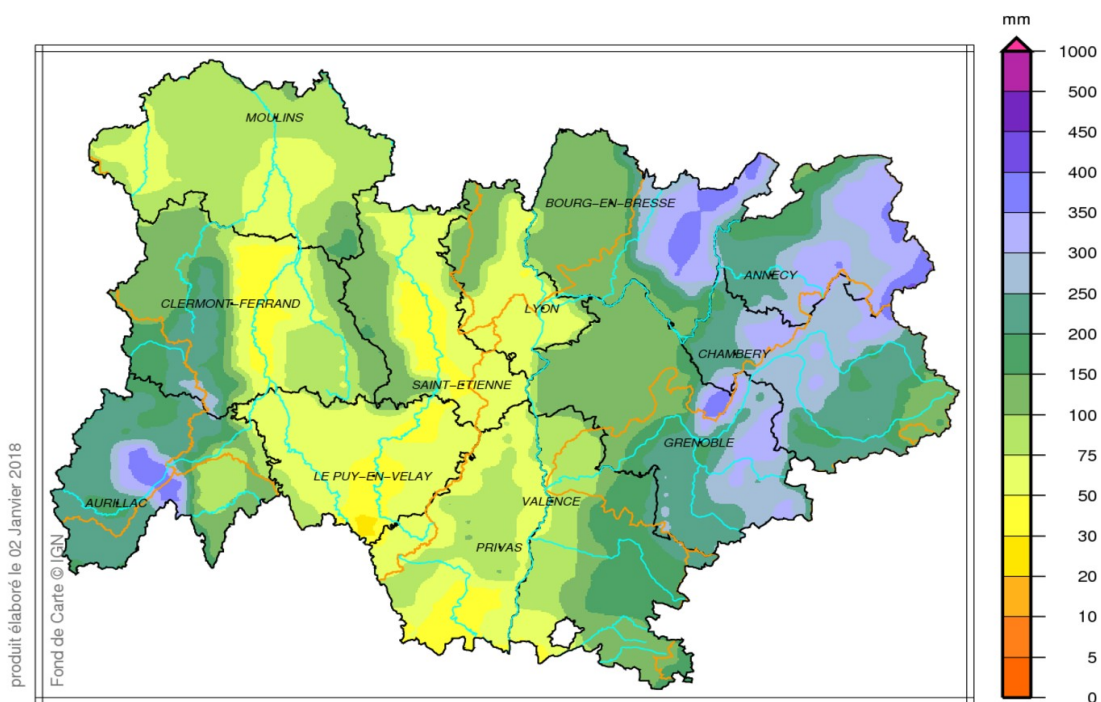 mm
1000
500
450
400
350
300
250
200
150
100
75
50
30
20
10
5
0
MOULINS
BOURG-EN-BRESSE
ANNECY
CLERMONT-FERRAND
LYON
CHAMBERY
SAINT-ETIENNE
GRENOBLE
LE PUY-EN-VELAY
AURILLAC
VALENCE
PRIVAS
produit élaboré le 02 Janvier 2018
Fond de Carte © IGN